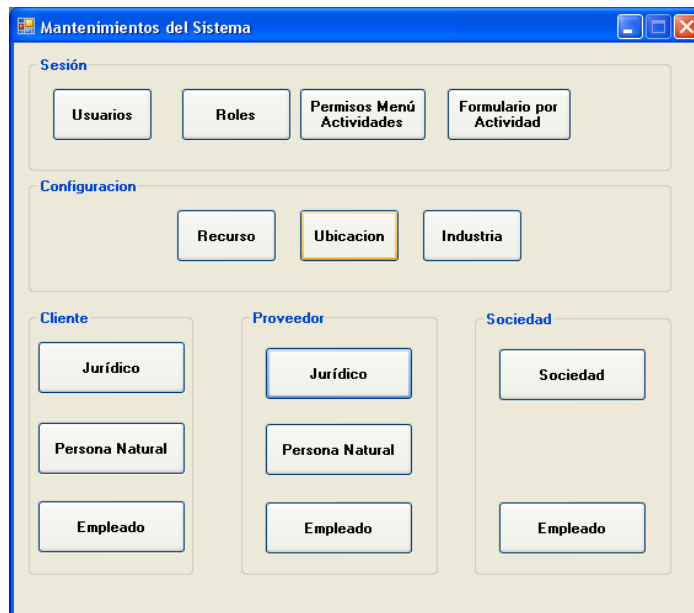 Mantenimientos del Sistema
Sesión
Usuarios
Roles
Permisos Menú
Actividades
Formulario por
Actividad
Configuracion
Recurso
Ubicacion
Industria
Cliente
Jurídico
Persona Natural
Empleado
Proveedor
Jurídico
Persona Natural
Empleado
Sociedad
Sociedad
Empleado